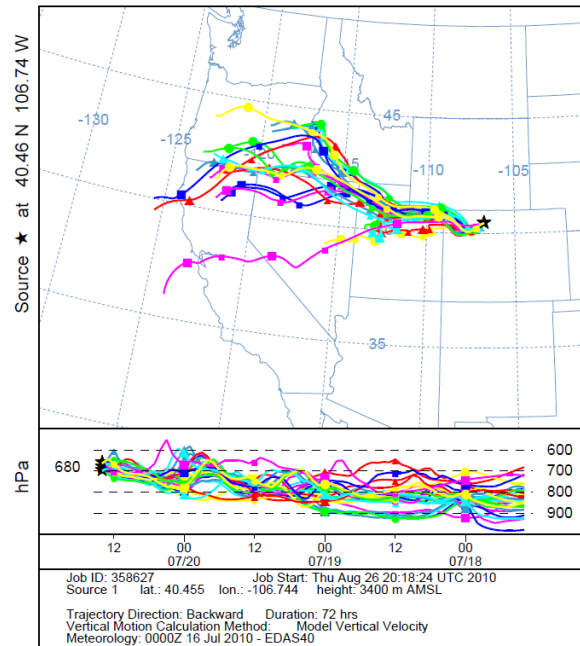 Source ★ at 40.46 N 106.74 W
-130
-125
45
-110
-105
35
hPa
680
600
700
800
900
12 00 12 00 12 00
07/20 07/19 07/18
Job ID: 358627 Job Start: Thu Aug 26 20:18:24 UTC 2010
Source 1 lat.: 40.455 lon.: -106.744 height: 3400 m AMSL
Trajectory Direction: Backward Duration: 72 hrs
Vertical Motion Calculation Method: Model Vertical Velocity
Meteorology: 0000Z 16 Jul 2010 - EDAS40